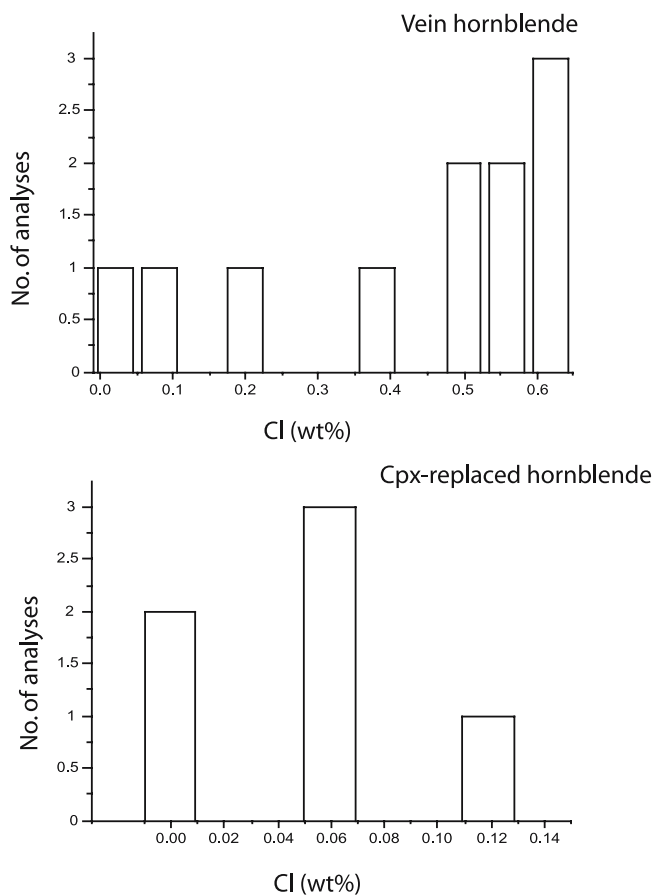 Vein hornblende
No. of analyses
3
2.5
2
1.5
1
0.5
0
0.0 0.1 0.2 0.3 0.4 0.5 0.6
Cl (wt%)
Cpx-replaced hornblende
No. of analyses
3
2.5
2
1.5
1
0.5
0
0.00 0.02 0.04 0.06 0.08 0.10 0.12 0.14
Cl (wt%)